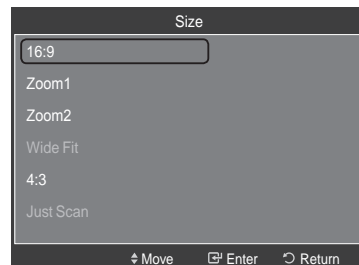 Size
16:9
Zoom1
Zoom2
Wide Fit
4:3
Just Scan
Move Enter Return